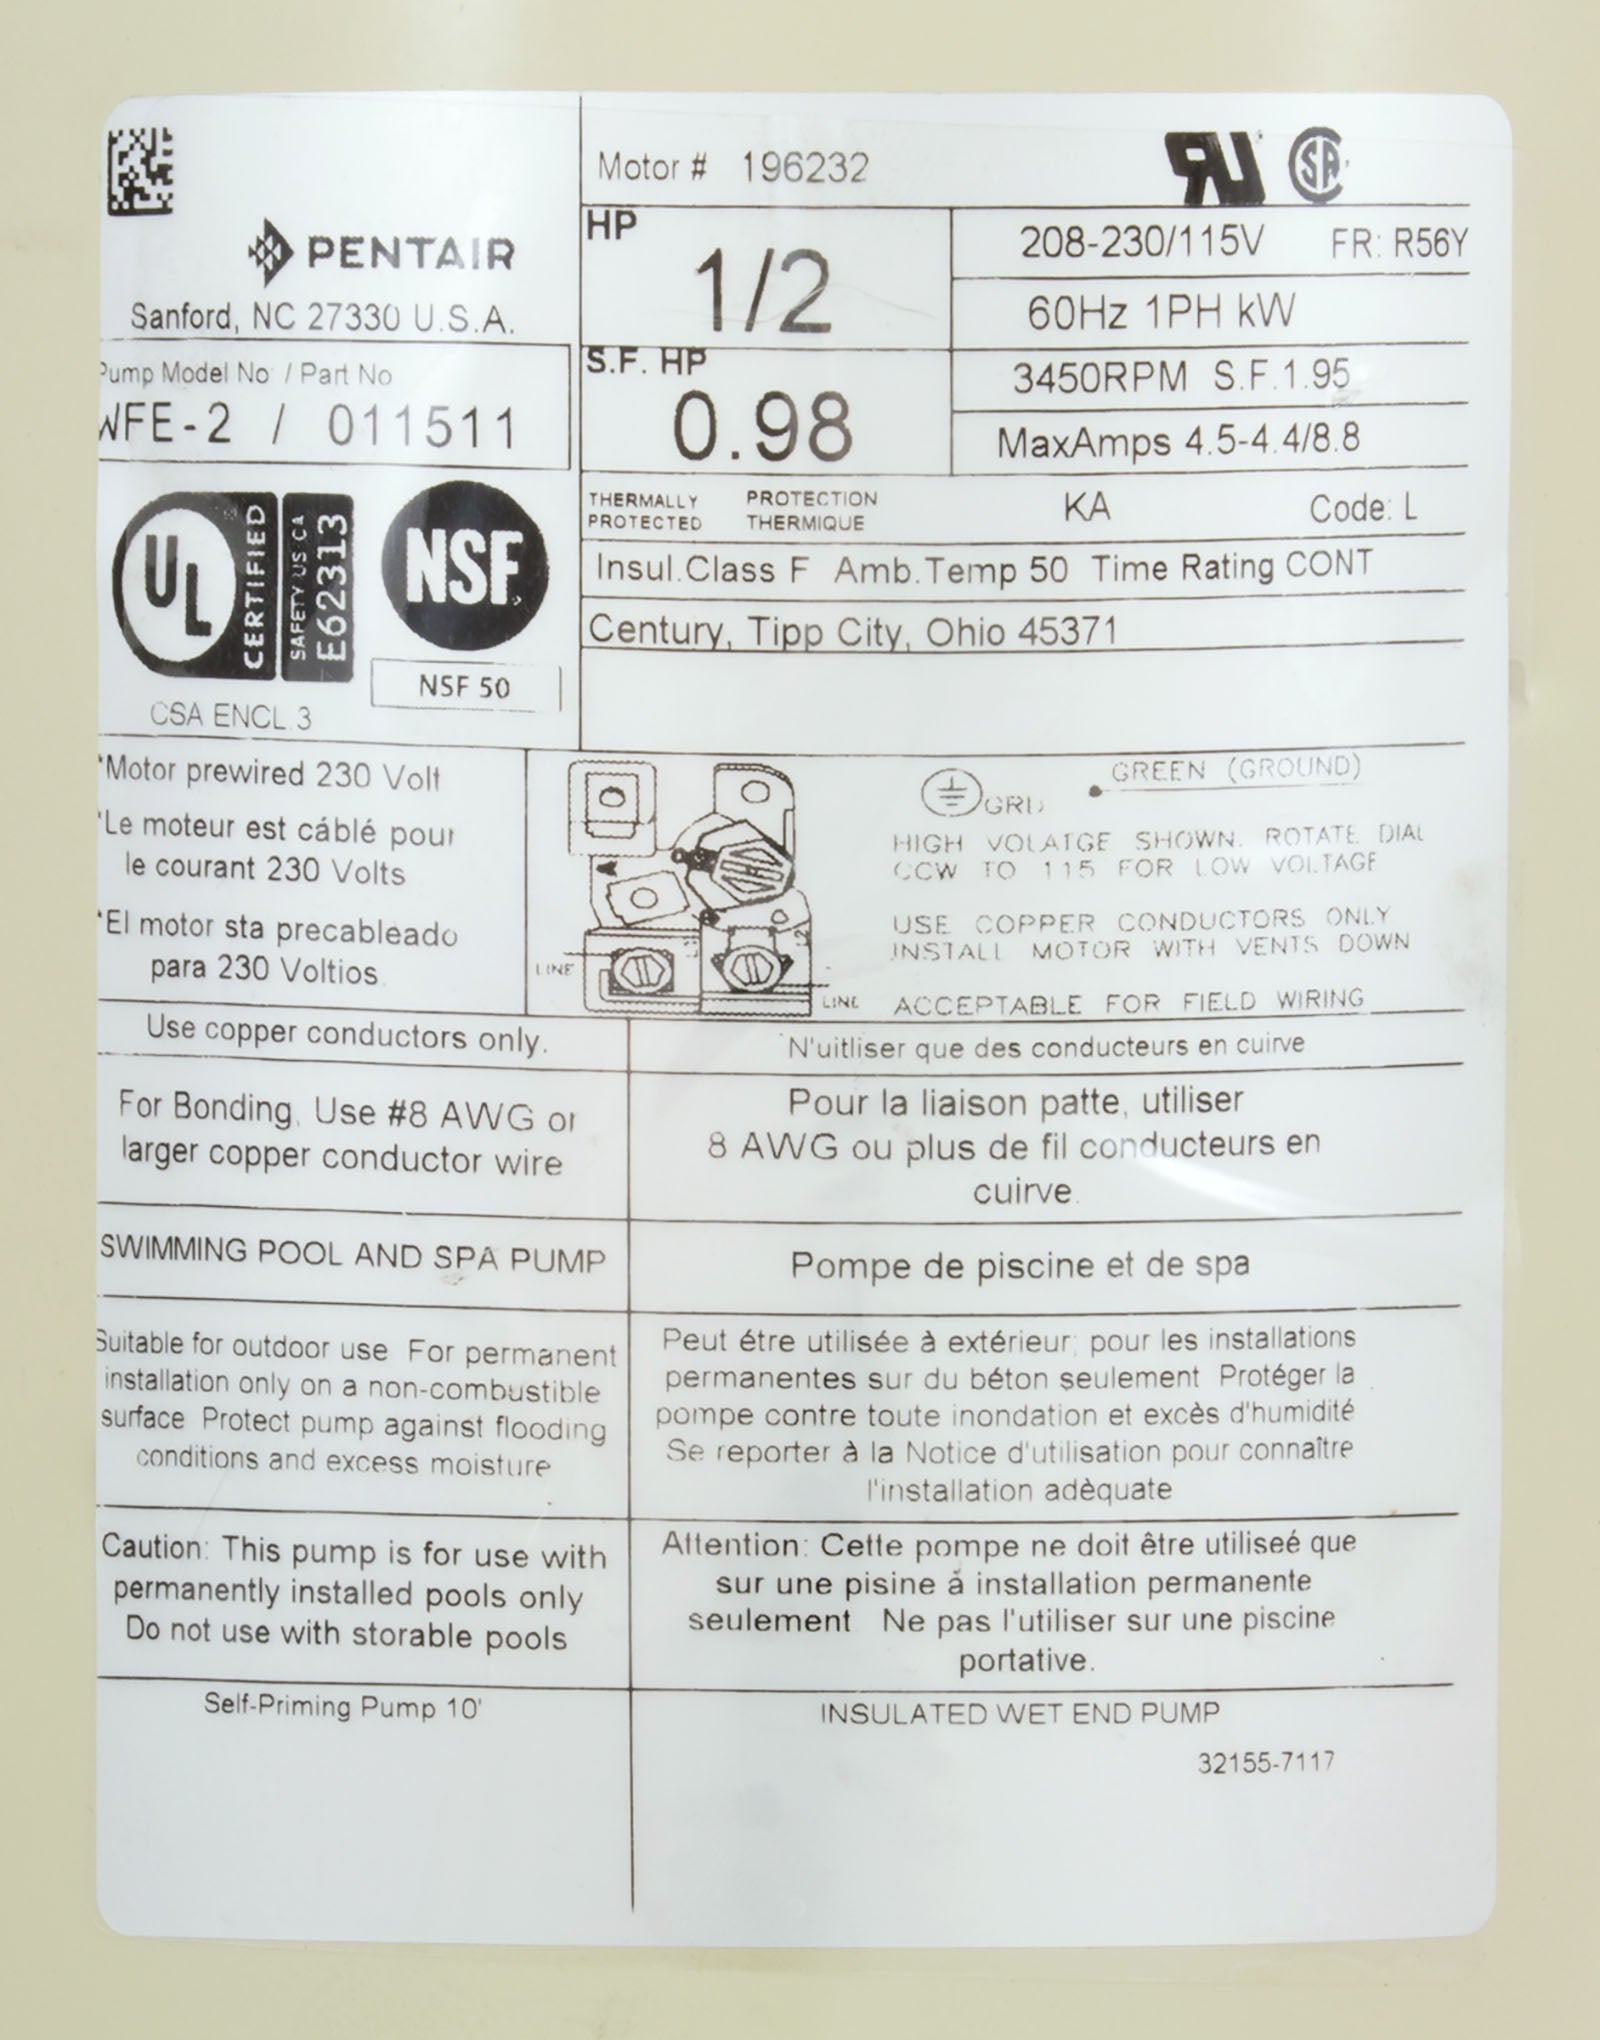 PENTAIR
Sanford, NC 27330 U.S.A.
Pump Model No / Part No
WFE-2 / 011511
UL CERTIFIED
SAFETY US CA
E623313
NSF
NSF 50
CSA ENCL.3
Motor # 196232
HP
1/2
208-230/115V FR: R56Y
60Hz 1PH kW
S.F. HP
0.98
3450RPM S.F.1.95
MaxAmps 4.5-4.4/8.8
THERMALLY PROTECTION KA Code: L
PROTECTED THERMIQUE
Insul.Class F Amb.Temp 50 Time Rating CONT
Century, Tipp City, Ohio 45371
*Motor prewired 230 Volt
*Le moteur est cáblé pour
le courant 230 Volts
*El motor sta precableado
para 230 Voltios
A
LINE
LINE
GRD GREEN (GROUND)
HIGH VOLATGE SHOWN. ROTATE DIAL
CCW TO 115 FOR LOW VOLTAGE
USE COPPER CONDUCTORS ONLY
INSTALL MOTOR WITH VENTS DOWN
ACCEPTABLE FOR FIELD WIRING
Use copper conductors only.
N'uitliser que des conducteurs en cuirve
For Bonding, Use #8 AWG or
larger copper conductor wire
Pour la liaison patte, utiliser
8 AWG ou plus de fil conducteurs en
cuirve.
SWIMMING POOL AND SPA PUMP
Pompe de piscine et de spa
Suitable for outdoor use For permanent
installation only on a non-combustible
surface Protect pump against flooding
conditions and excess moisture
Peut étre utilisée à extérieur; pour les installations
permanentes sur du béton seulement Protéger la
pompe contre toute inondation et excès d'humidité
Se reporter à la Notice d'utilisation pour connaître
l'installation adèquate
Caution: This pump is for use with
permanently installed pools only
Do not use with storable pools
Attention: Cette pompe ne doit être utiliseé que
sur une pisine á installation permanente
seulement Ne pas l'utiliser sur une piscine
portative.
Self-Priming Pump 10'
INSULATED WET END PUMP
32155-7117